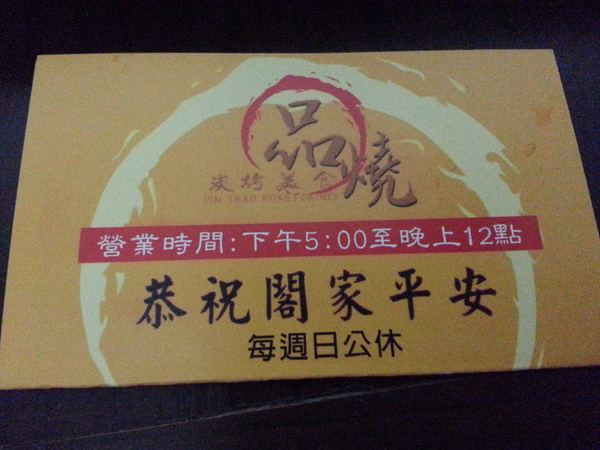 品燒
炭烤美食
PIN SHAO ROAST
營業時間:下午5:00至晚上12點
恭祝閤家平安
每週日公休